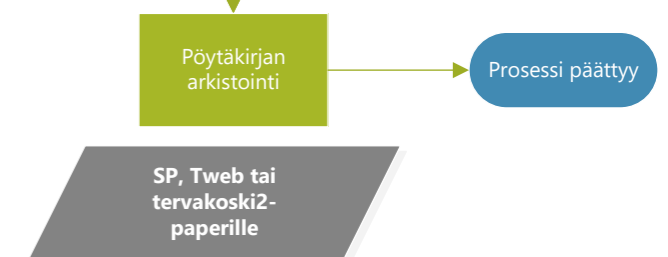 Pöytäkirjan
arkistointi
Prosessi päättyy
SP, Tweb tai
tervakoski2-
paperille